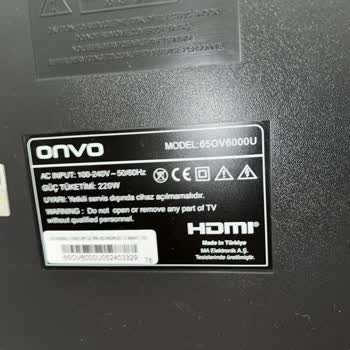 onvo
MODEL:65OV6000U
AC INPUT: 100-240V~50/60Hz
GÜÇ TÜKETİMİ: 220W
UYARI: Yetkili servis dışında cihaz açılmamalıdır.
WARNING: Do not open or remove any part of TV
without qualified personnel.
HDMI
Made in Türkiye
MA Elektronik A.Ş.
Tesislerinde üretilmiştir.
65OV6000U052403329
76